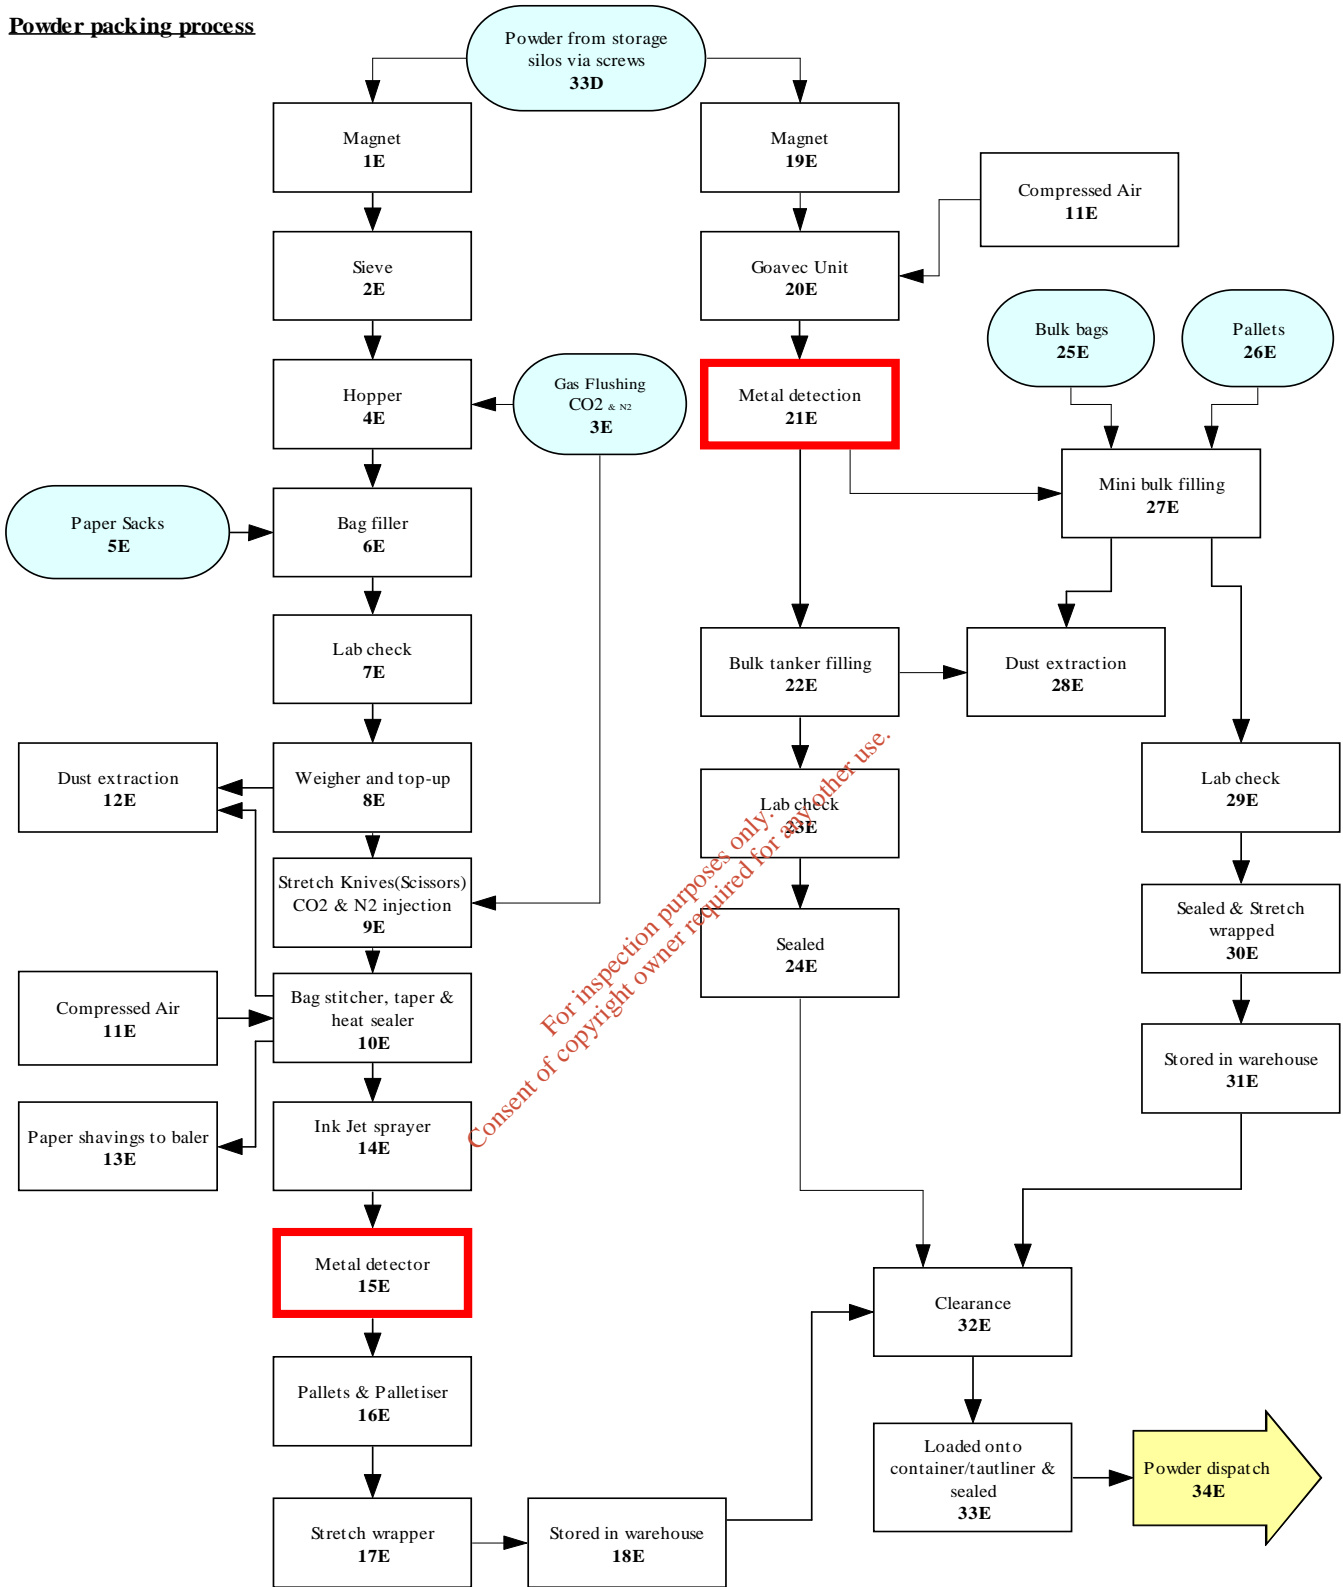 Powder packing process
Powder from storage
silos via screws
33D
Magnet
1E
Magnet
19E
Compressed Air
11E
Sieve
2E
Goavec Unit
20E
Bulk bags
25E
Pallets
26E
Hopper
4E
Gas Flushing
CO2 & N2
3E
Metal detection
21E
Mini bulk filling
27E
Paper Sacks
5E
Bag filler
6E
Lab check
7E
Bulk tanker filling
22E
Dust extraction
28E
Dust extraction
12E
Weigher and top-up
8E
Lab check
23E
Lab check
29E
Stretch Knives(Scissors)
CO2 & N2 injection
9E
Sealed
24E
Sealed & Stretch
wrapped
30E
Compressed Air
11E
Bag stitcher, taper &
heat sealer
10E
Stored in warehouse
31E
Paper shavings to baler
13E
Ink Jet sprayer
14E
Metal detector
15E
Clearance
32E
Pallets & Palletiser
16E
Loaded onto
container/tautliner &
sealed
33E
Powder dispatch
34E
Stretch wrapper
17E
Stored in warehouse
18E
For inspection purposes only.
Consent of copyright owner required for any other use.